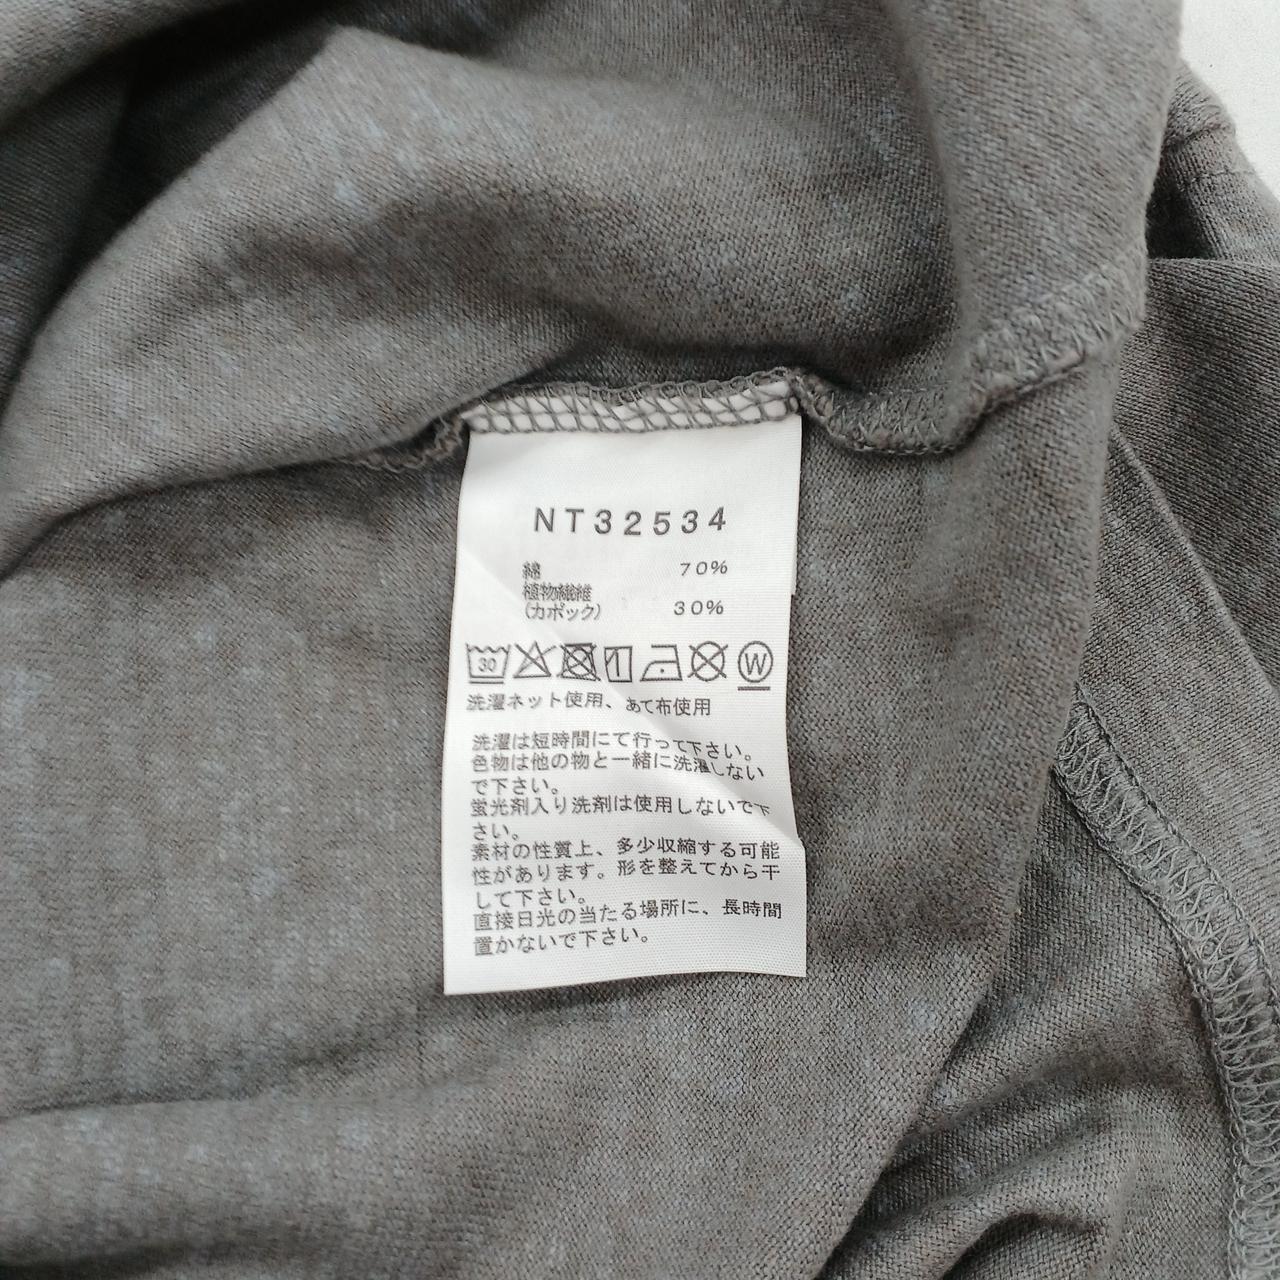 NT32534
綿 70%
植物繊維
(カポック) 30%
30 W
洗濯ネット使用、あて布使用
洗濯は短時間にて行って下さい。
色物は他の物と一緒に洗濯しない
で下さい。
蛍光剤入り洗剤は使用しないで下
さい。
素材の性質上、多少収縮する可能
性があります。形を整えてから干
して下さい。
直接日光の当たる場所に、長時間
置かないで下さい。